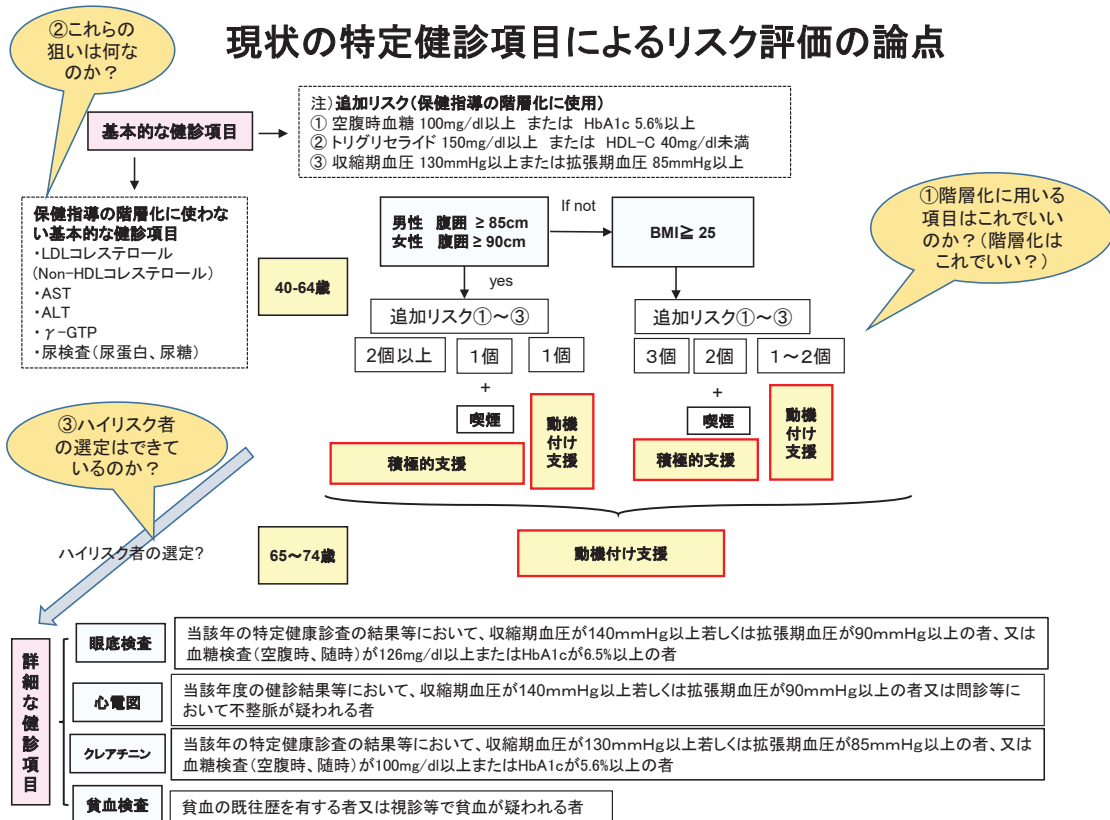 現状の特定健診項目によるリスク評価の論点
②これらの
狙いは何な
のか？
基本的な健診項目
注）追加リスク（保健指導の階層化に使用）
① 空腹時血糖 100mg/dl以上 または HbA1c 5.6%以上
② トリグリセライド 150mg/dl以上 または HDL-C 40mg/dl未満
③ 収縮期血圧 130mmHg以上または拡張期血圧 85mmHg以上
保健指導の階層化に使わな
い基本的な健診項目
・LDLコレステロール
(Non-HDLコレステロール）
・AST
・ALT
・γ-GTP
・尿検査（尿蛋白、尿糖）
男性 腹囲 ≥ 85cm
女性 腹囲 ≥ 90cm
If not
BMI≧ 25
①階層化に用いる
項目はこれでいい
のか？（階層化は
これでいい？）
40-64歳
yes
追加リスク①～③
追加リスク①～③
2個以上
1個
1個
3個
2個
1～2個
+
+
喫煙
喫煙
動機
付け
支援
動機
付け
支援
積極的支援
積極的支援
③ハイリスク者
の選定はできて
いるのか？
ハイリスク者の選定?
65～74歳
動機付け支援
詳細な健診項目
眼底検査
当該年の特定健康診査の結果等において、収縮期血圧が140mmHg以上若しくは拡張期血圧が90mmHg以上の者、又は
血糖検査（空腹時、随時）が126mg/dl以上またはHbA1cが6.5%以上の者
心電図
当該年度の健診結果等において、収縮期血圧が140mmHg以上若しくは拡張期血圧が90mmHg以上の者又は問診等に
おいて不整脈が疑われる者
クレアチニン
当該年の特定健康診査の結果等において、収縮期血圧が130mmHg以上若しくは拡張期血圧が85mmHg以上の者、又は
血糖検査（空腹時、随時）が100mg/dl以上またはHbA1cが5.6%以上の者
貧血検査
貧血の既往歴を有する者又は視診等で貧血が疑われる者